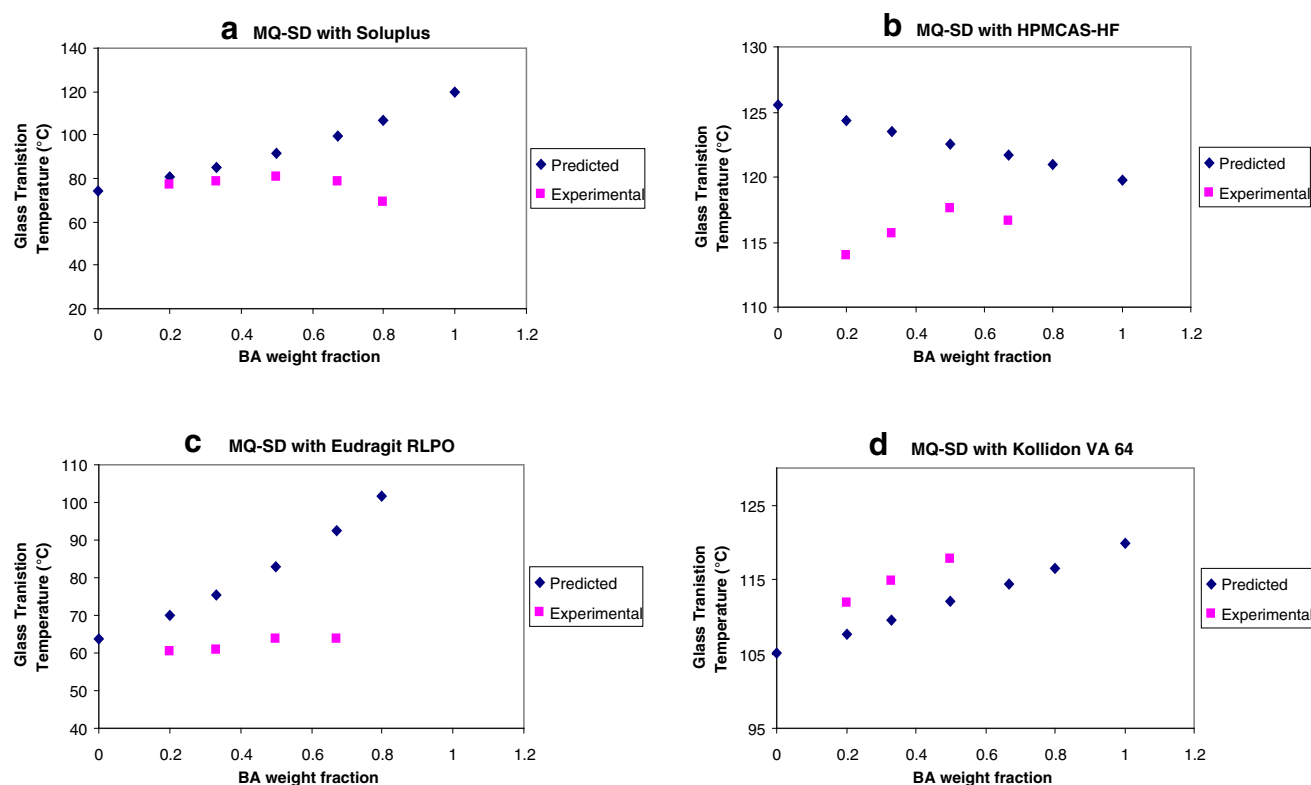 a MQ-SD with Soluplus
140
120
100
80
60
40
20
0 0.2 0.4 0.6 0.8 1 1.2
Glass Tranistion
Temperature (°C)
BA weight fraction
Predicted
Experimental
b MQ-SD with HPMCAS-HF
130
125
120
115
110
0 0.2 0.4 0.6 0.8 1 1.2
Glass Tranistion
Temperature (°C)
BA weight fraction
Predicted
Experimental
c MQ-SD with Eudragit RLPO
110
100
90
80
70
60
50
40
0 0.2 0.4 0.6 0.8 1 1.2
Glass Tranistion
Temperature (°C)
BA weight fraction
Predicted
Experimental
d MQ-SD with Kollidon VA 64
125
115
105
95
0 0.2 0.4 0.6 0.8 1 1.2
Glass Tranistion
Temperature (°C)
BA weight fraction
Predicted
Experimental